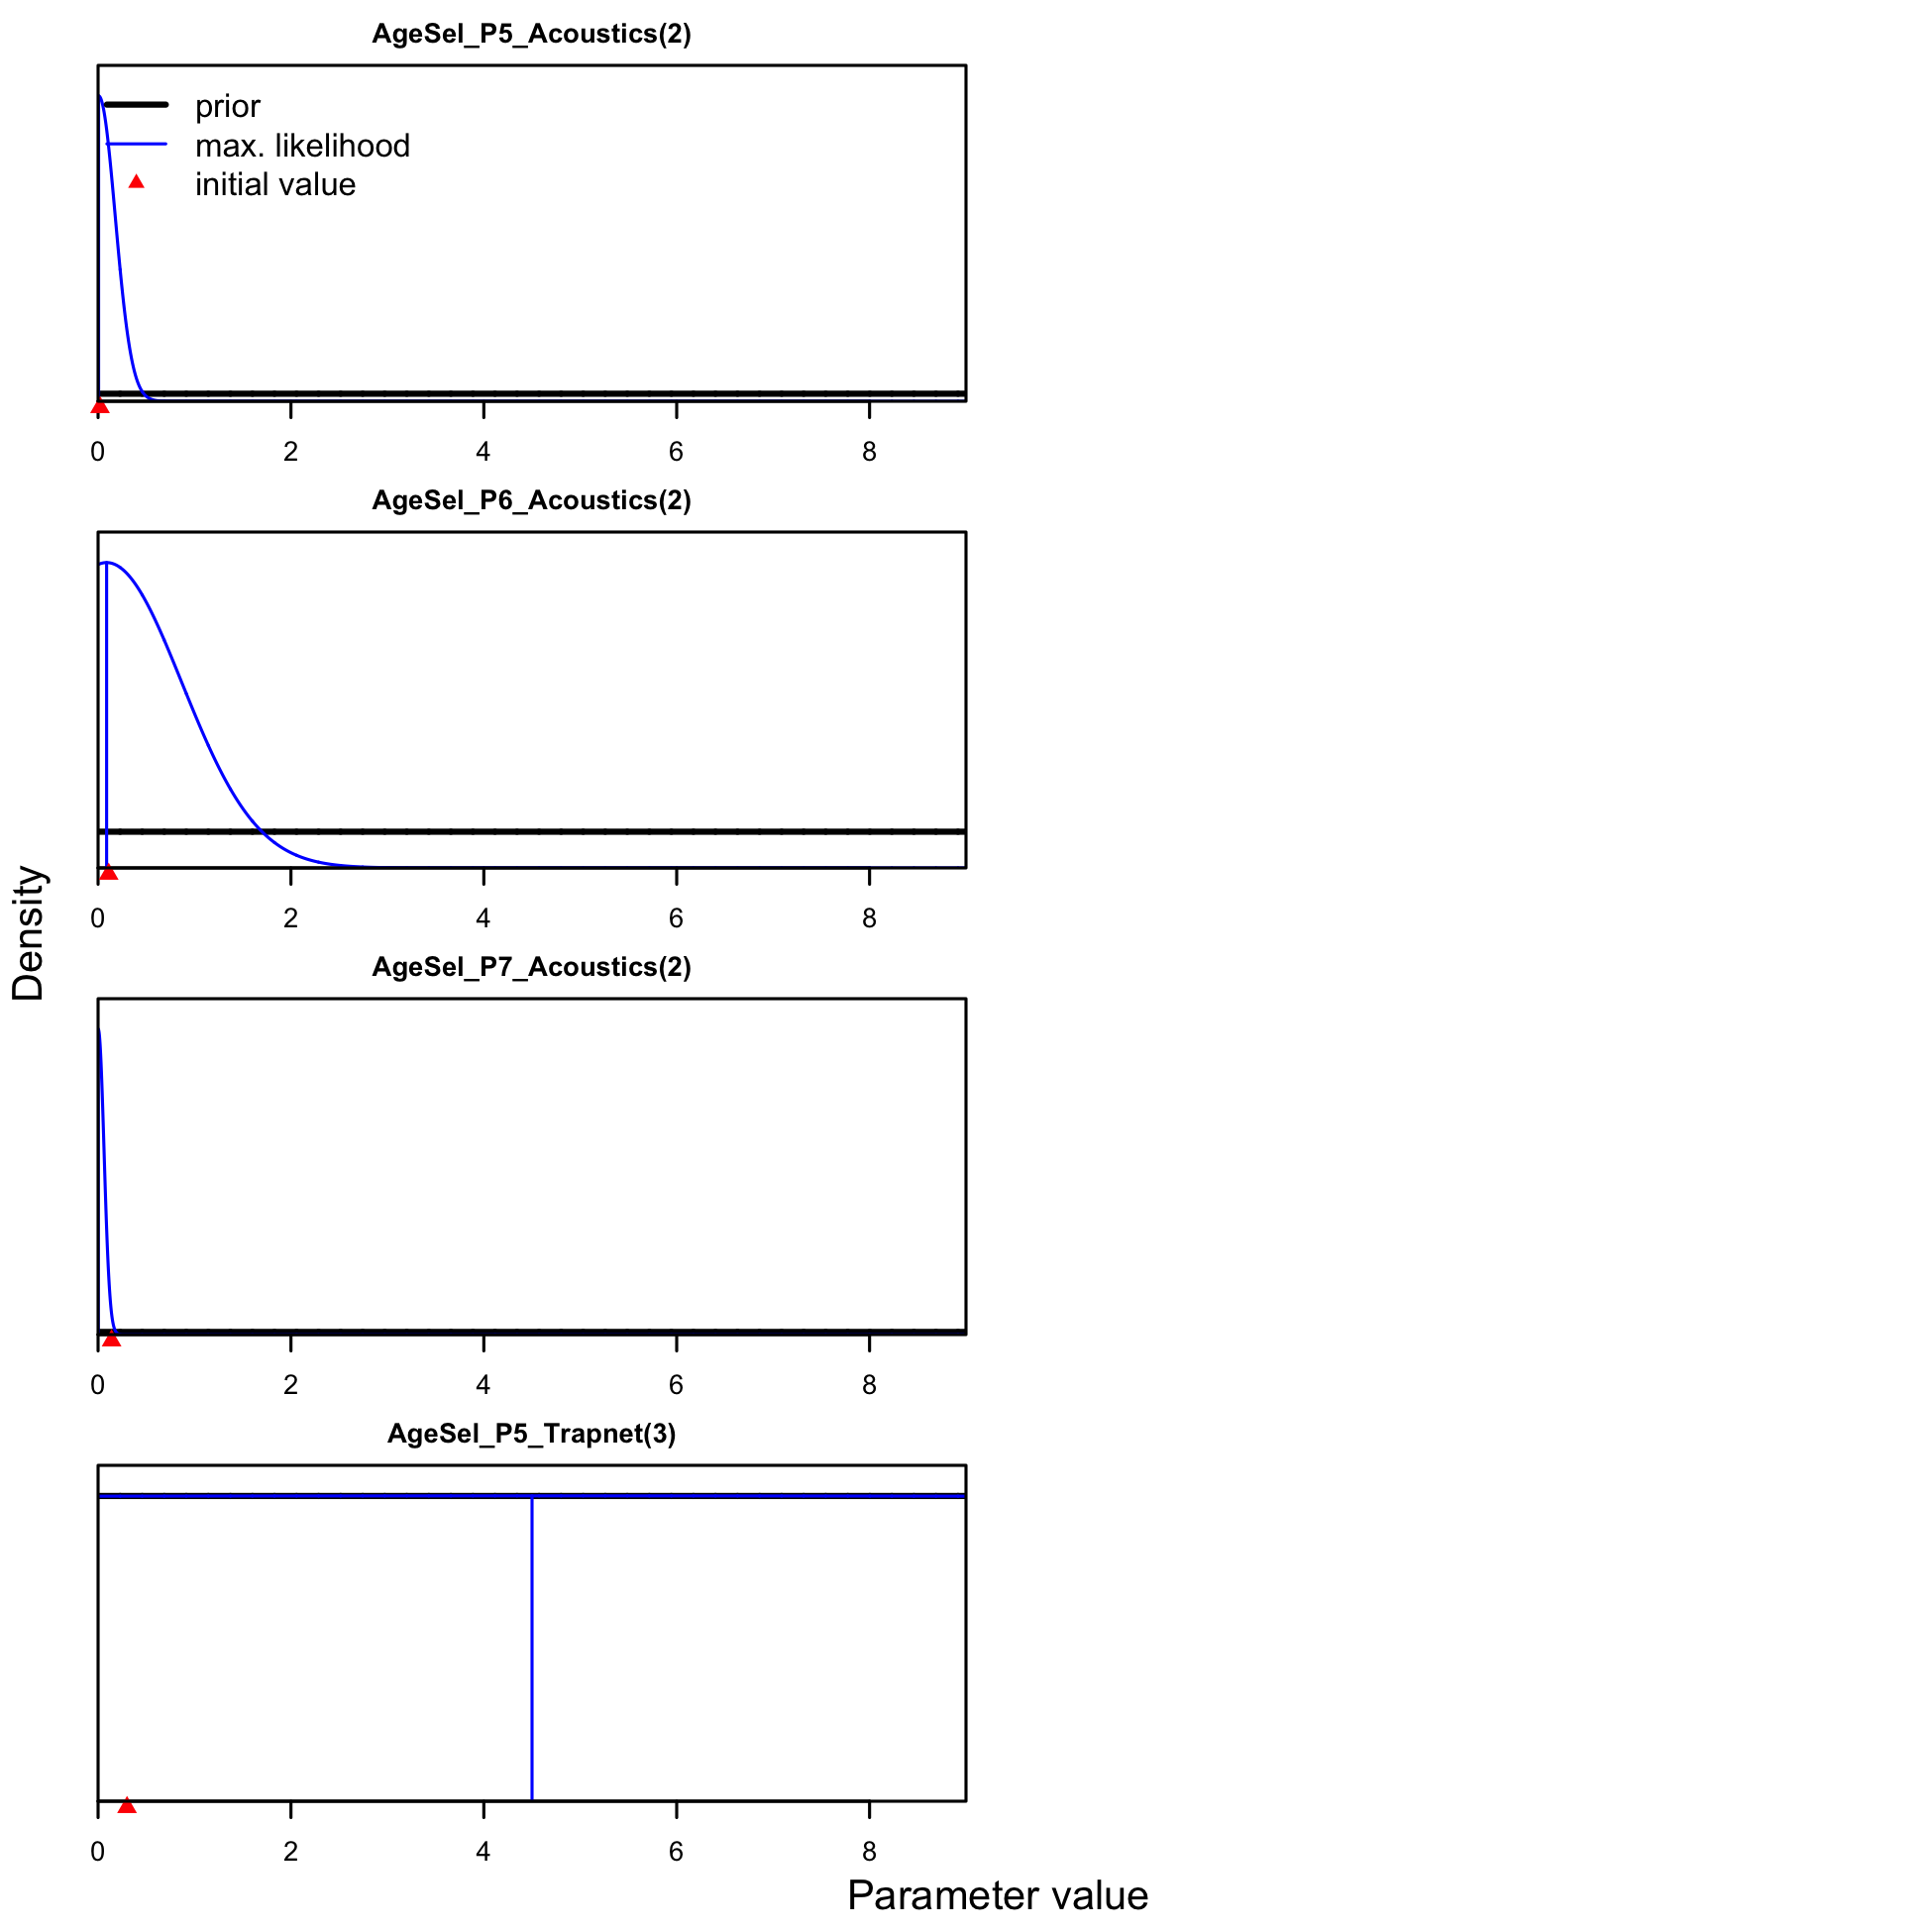 AgeSel_P5_Acoustics(2)
prior
max. likelihood
initial value
0 2 4 6 8
AgeSel_P6_Acoustics(2)
0 2 4 6 8
Density
AgeSel_P7_Acoustics(2)
0 2 4 6 8
AgeSel_P5_Trapnet(3)
0 2 4 6 8
Parameter value